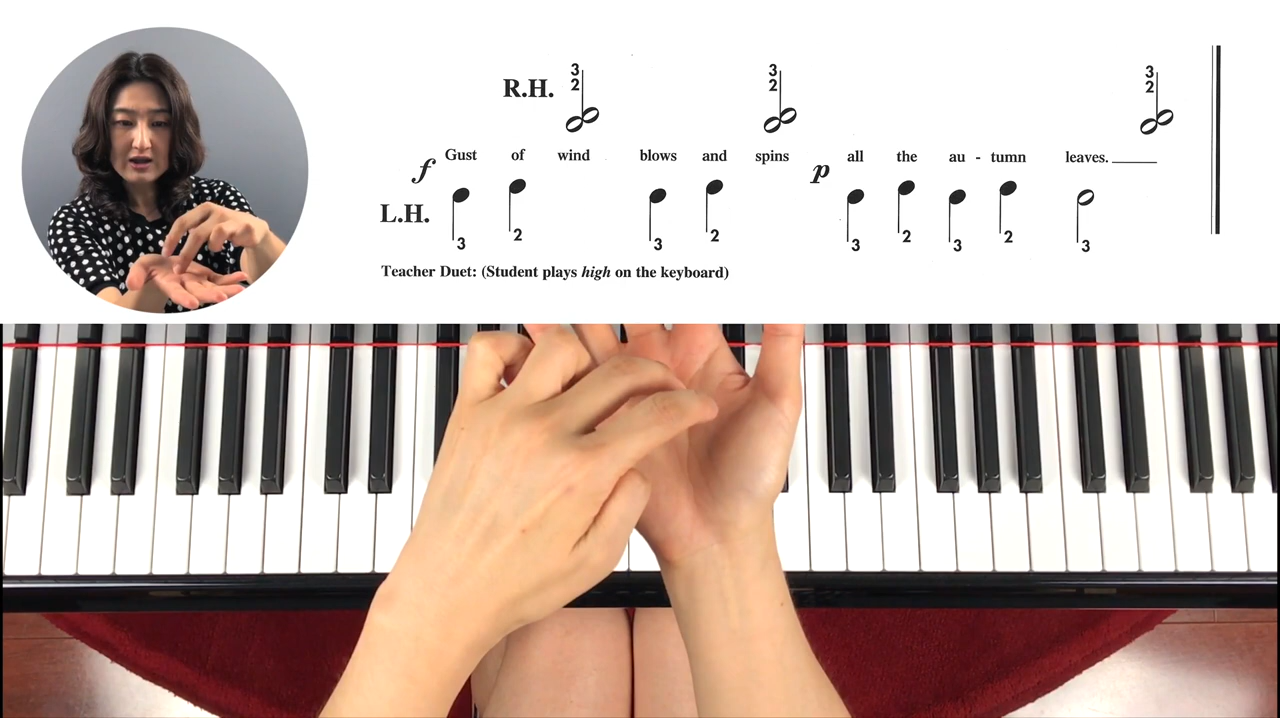 3 3 3
R.H. 2 2 2
Gust of wind blows and spins all the au - tumn leaves.
f p
L.H.
3 2 3 2 3 2 3 2 3
Teacher Duet: (Student plays high on the keyboard)